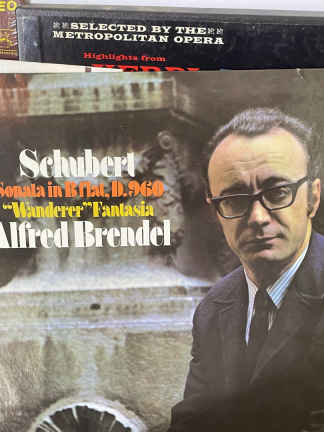 SELECTED BY THE
METROPOLITAN OPERA
Highlights from
Schubert
Sonata in B flat, D.960
"Wanderer" Fantasia
Alfred Brendel